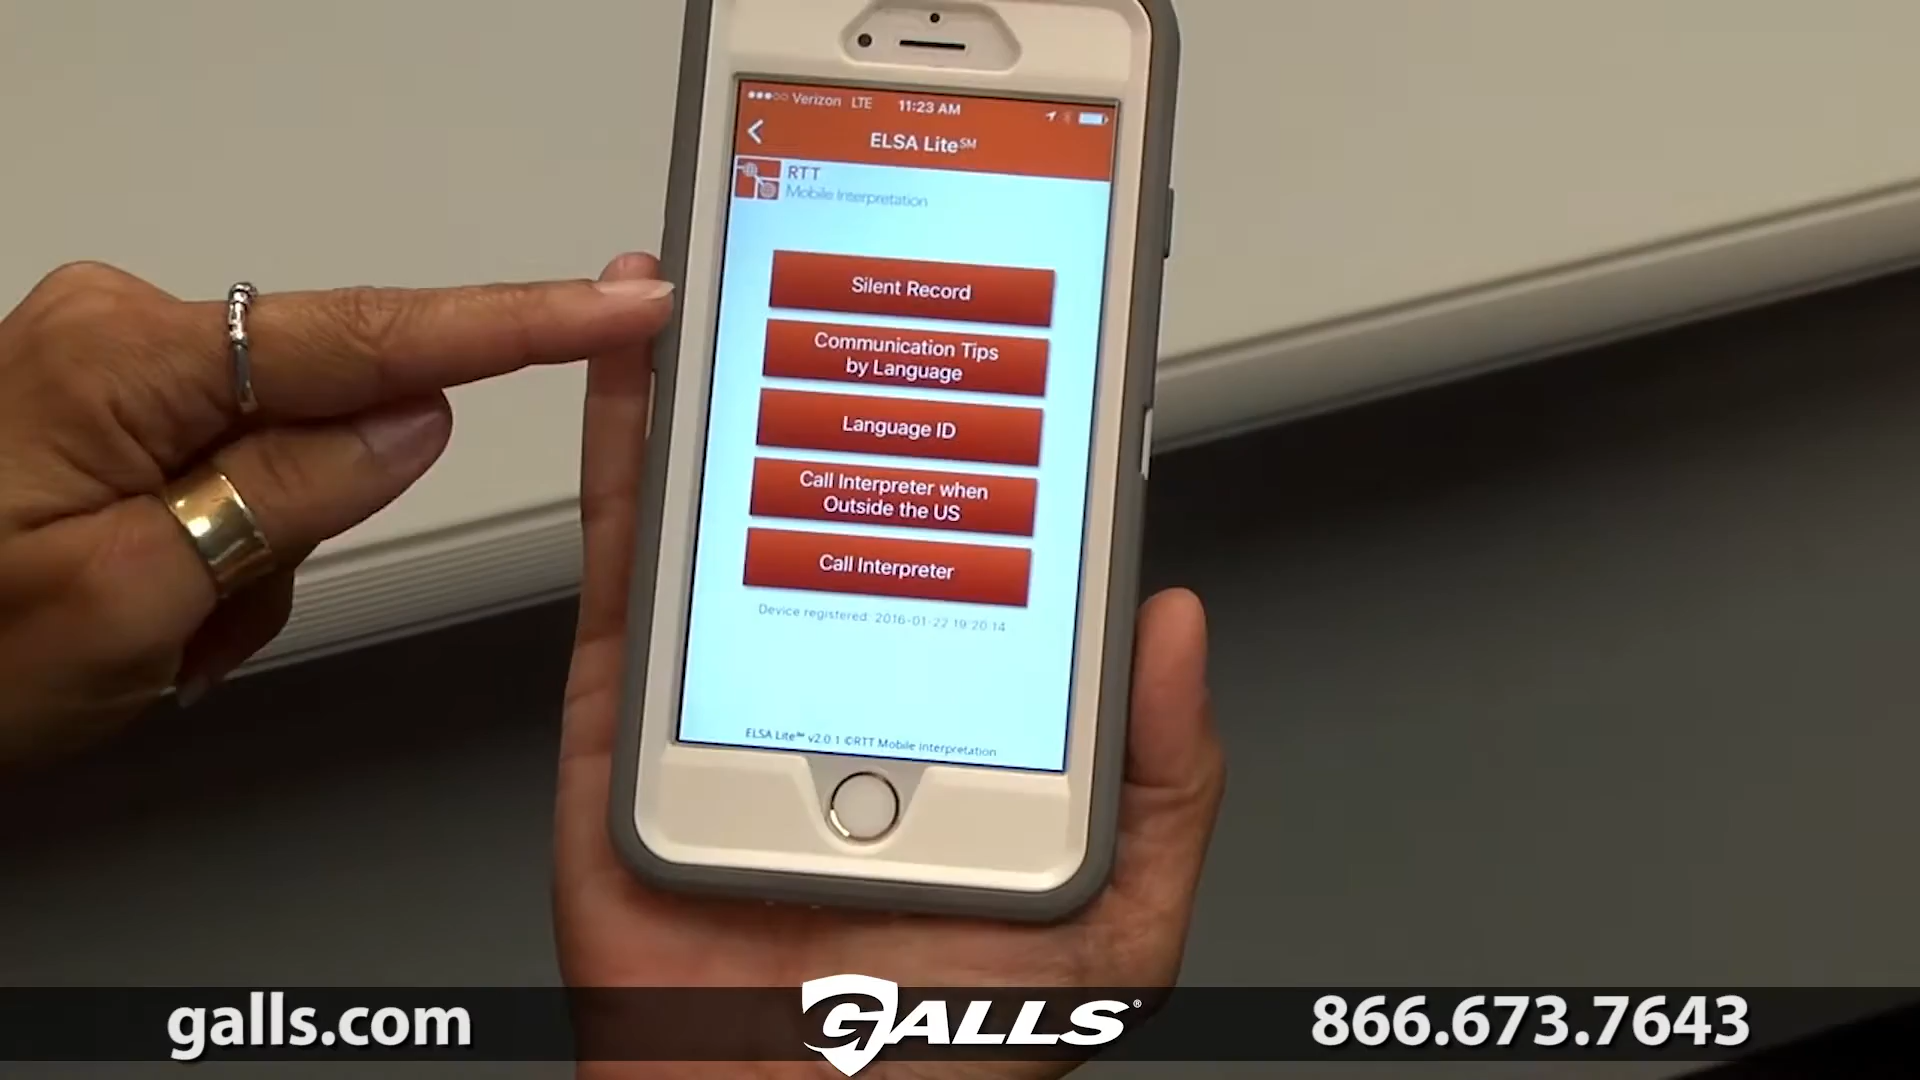 Verizon LTE 11:23 AM
ELSA Lite℠
RTT
Mobile Interpretation
Silent Record
Communication Tips
by Language
Language ID
Call Interpreter when
Outside the US
Call Interpreter
Device registered: 2016-01-22 19:20:14
ELSA Lite℠ v2.0.1 ©RTT Mobile Interpretation
galls.com
GALLS®
866.673.7643